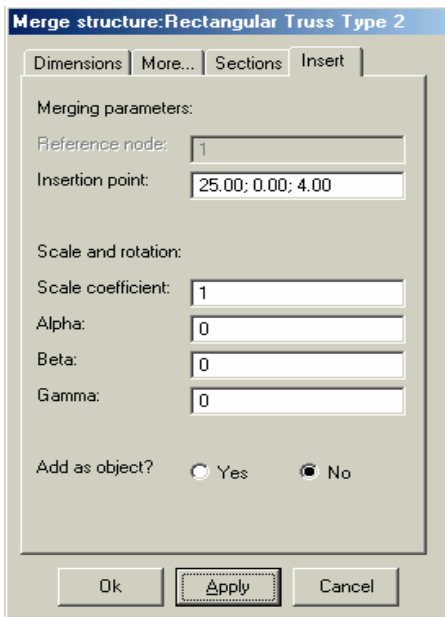 Merge structure:Rectangular Truss Type 2
Dimensions More... Sections Insert
Merging parameters:
Reference node: 1
Insertion point: 25.00; 0.00; 4.00
Scale and rotation:
Scale coefficient: 1
Alpha: 0
Beta: 0
Gamma: 0
Add as object? Yes No
Ok Apply Cancel